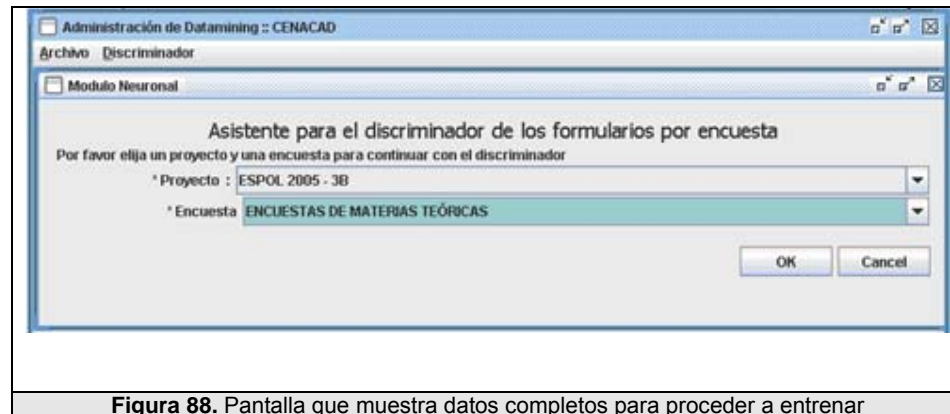 Administración de Datamining :: CENACAD
Archivo Discriminador
Modulo Neuronal
Asistente para el discriminador de los formularios por encuesta
Por favor elija un proyecto y una encuesta para continuar con el discriminador
* Proyecto : ESPOL 2005 - 3B
* Encuesta ENCUESTAS DE MATERIAS TEÓRICAS
OK Cancel
Figura 88. Pantalla que muestra datos completos para proceder a entrenar